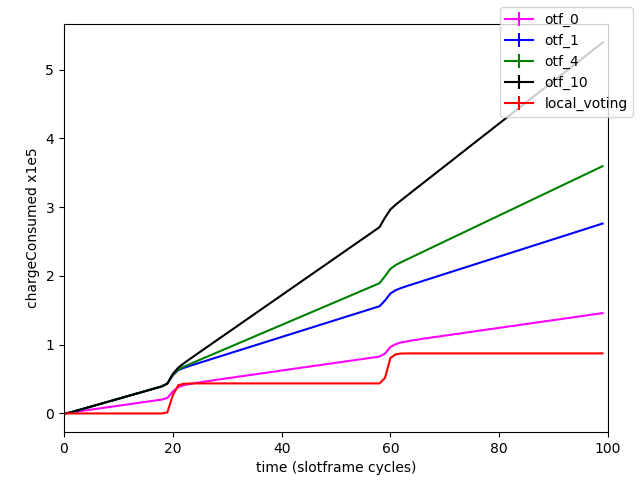 otf_0
otf_1
otf_4
otf_10
local_voting
chargeConsumed x1e5
5
4
3
2
1
0
0 20 40 60 80 100
time (slotframe cycles)